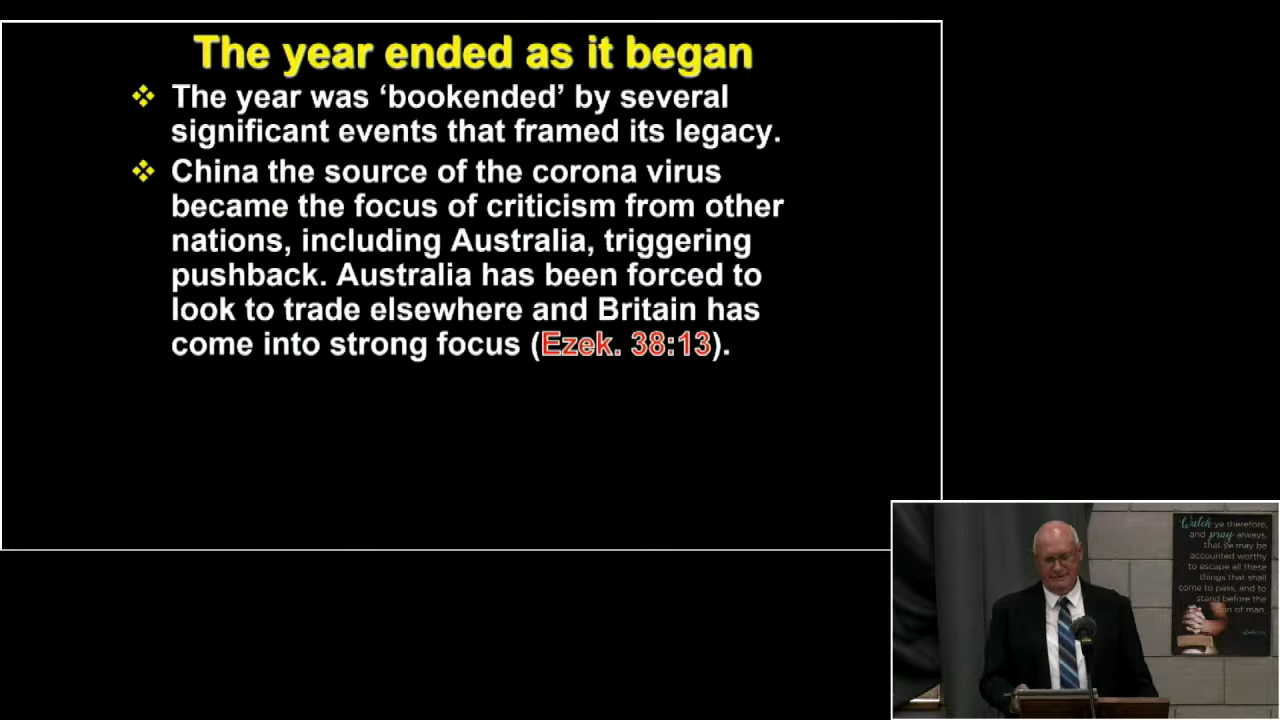 The year ended as it began
❖ The year was ‘bookended’ by several
significant events that framed its legacy.
❖ China the source of the corona virus
became the focus of criticism from other
nations, including Australia, triggering
pushback. Australia has been forced to
look to trade elsewhere and Britain has
come into strong focus (Ezek. 38:13).
Watch ye therefore,
and pray always,
that ye may be
accounted worthy
to escape all these
things that shall
come to pass, and to
stand before the
of man.